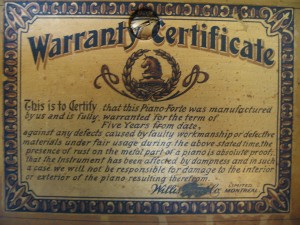 Warranty Certificate
This is to Certify that this Piano-Forte was manufactured
by us and is fully warranted for the term of
Five Years from date,
against any defects caused by faulty workmanship or defective
materials under fair usage during the above stated time, the
presence of rust on the metal part of piano is absolute proof,
that the instrument has been affected by dampness and in such
a case we will not be responsible for damage to the interior
or exterior of the piano resulting therefrom.
Willis Co. LIMITED
MONTREAL